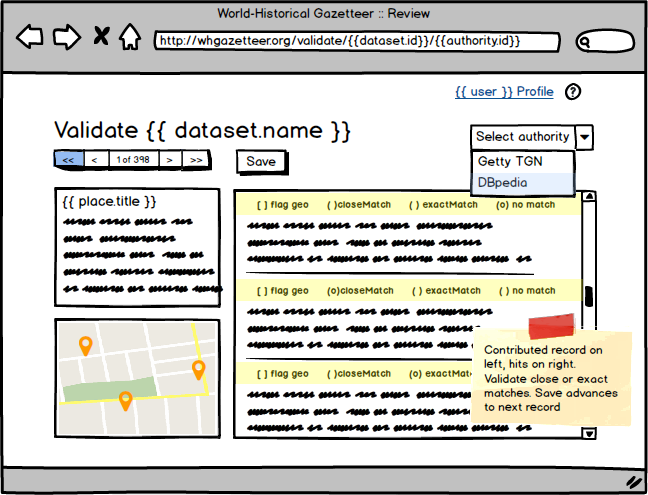 World-Historical Gazetteer :: Review
http://whgazetteer.org/validate/{{dataset.id}}/{{authority.id}}
{{ user }} Profile ?
Validate {{ dataset.name }}
Select authority
Getty TGN
DBpedia
<< < 1 of 398 > >>
Save
{{ place.title }}
[ ] flag geo ( )closeMatch ( ) exactMatch (o) no match
[ ] flag geo (o)closeMatch ( ) exactMatch ( ) no match
[ ] flag geo ( )closeMatch (o) exactMat
Contributed record on
left, hits on right.
Validate close or exact
matches. Save advances
to next record